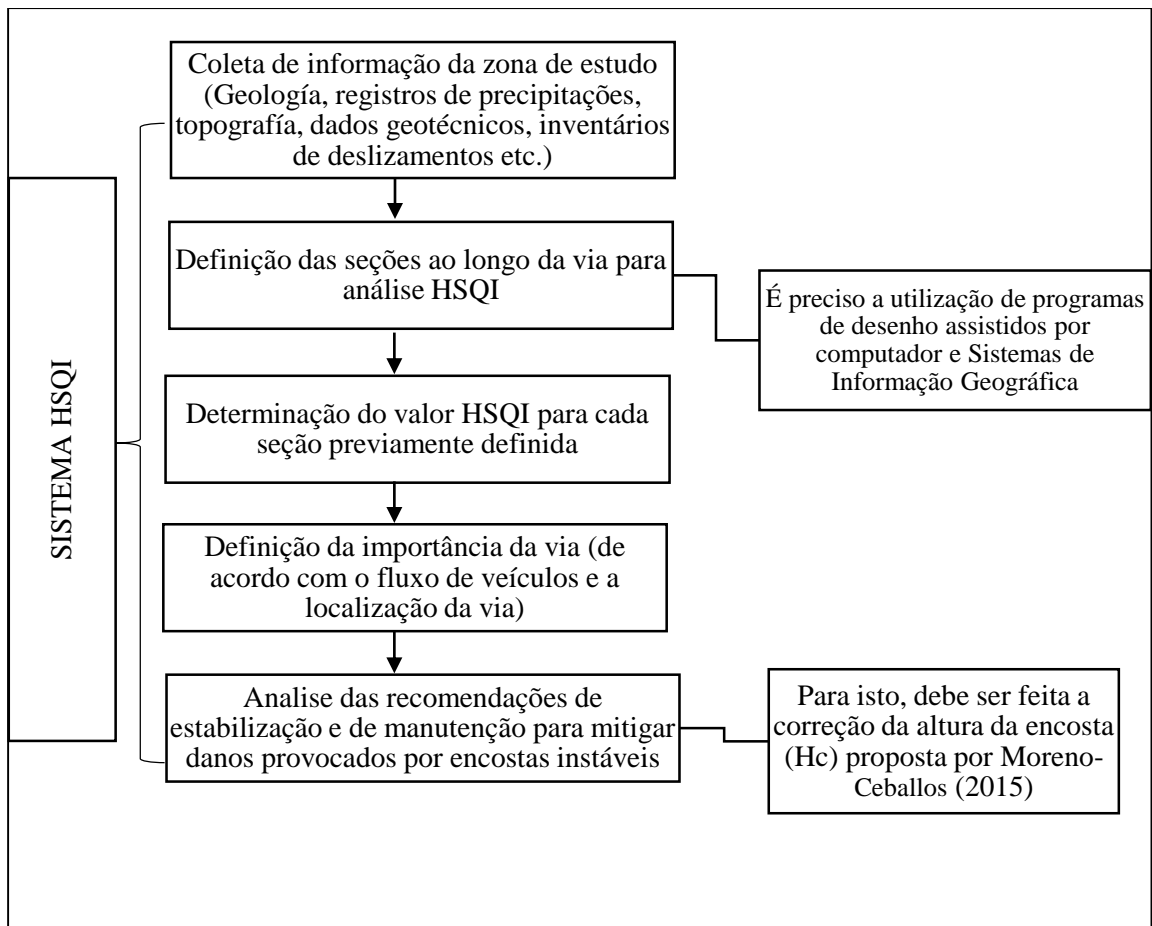 Coleta de informação da zona de estudo
(Geología, registros de precipitações,
topografía, dados geotécnicos, inventários
de deslizamentos etc.)
SISTEMA HSQI
Definição das seções ao longo da via para
análise HSQI
É preciso a utilização de programas
de desenho assistidos por
computador e Sistemas de
Informação Geográfica
Determinação do valor HSQI para cada
seção previamente definida
Definição da importância da via (de
acordo com o fluxo de veículos e a
localização da via)
Analise das recomendações de
estabilização e de manutenção para mitigar
danos provocados por encostas instáveis
Para isto, debe ser feita a
correção da altura da encosta
(Hc) proposta por Moreno-
Ceballos (2015)